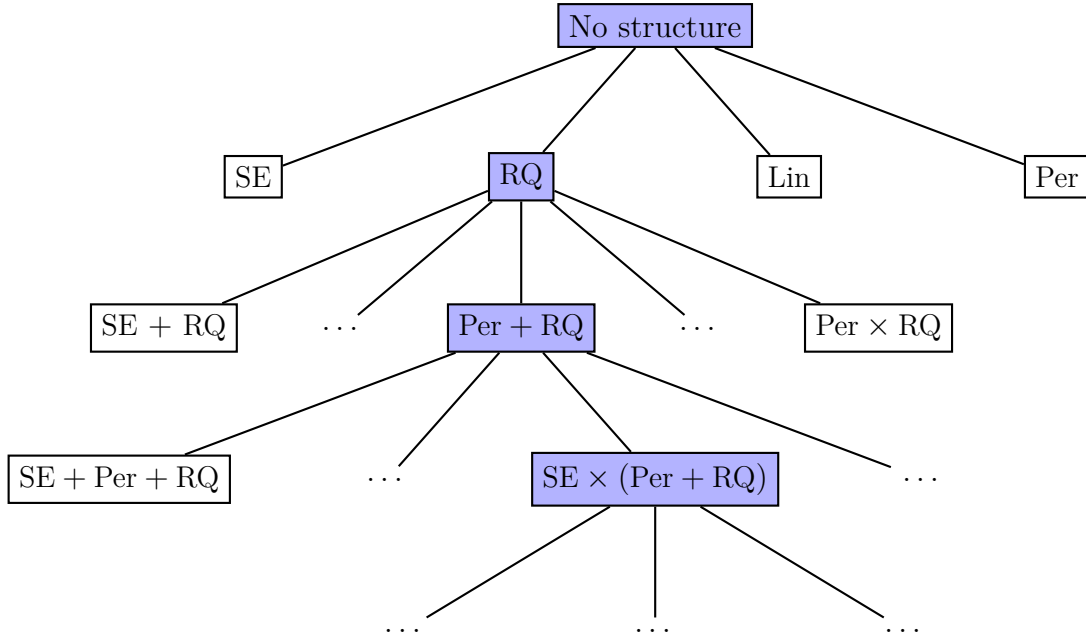 No structure
SE
RQ
Lin
Per
SE + RQ
...
Per + RQ
...
Per × RQ
SE + Per + RQ
...
SE × (Per + RQ)
...
...
...
...